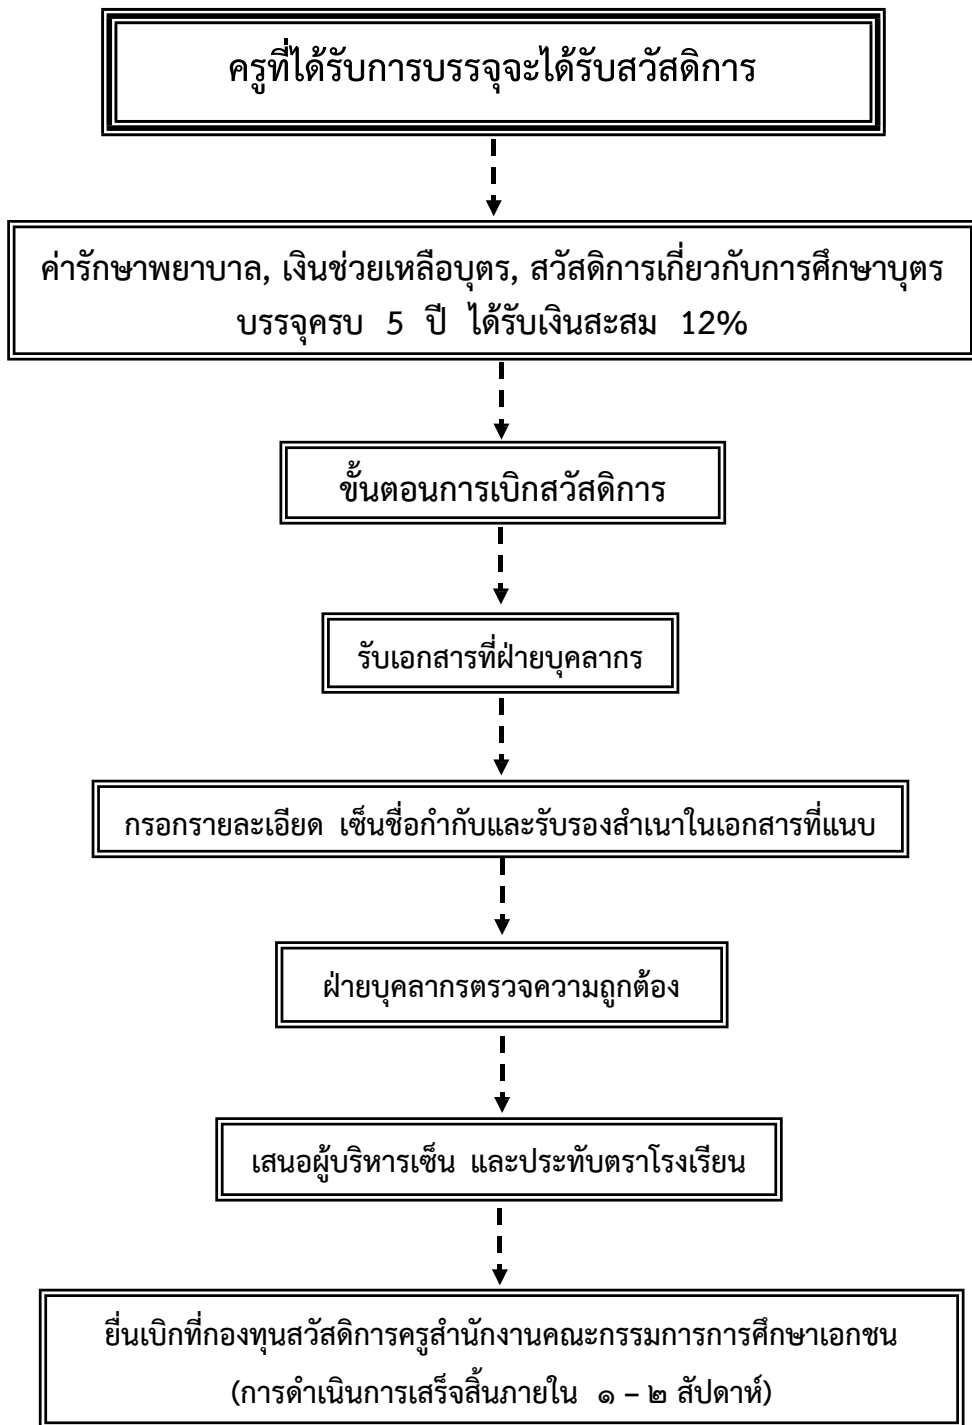 ครูที่ได้รับการบรรจุจะได้รับสวัสดิการ
ค่ารักษาพยาบาล, เงินช่วยเหลือบุตร, สวัสดิการเกี่ยวกับการศึกษาบุตร
บรรจุครบ 5 ปี ได้รับเงินสะสม 12%
ขั้นตอนการเบิกสวัสดิการ
รับเอกสารที่ฝ่ายบุคลากร
กรอกรายละเอียด เซ็นชื่อกำกับและรับรองสำเนาในเอกสารที่แนบ
ฝ่ายบุคลากรตรวจความถูกต้อง
เสนอผู้บริหารเซ็น และประทับตราโรงเรียน
ยื่นเบิกที่กองทุนสวัสดิการครูสำนักงานคณะกรรมการการศึกษาเอกชน
(การดำเนินการเสร็จสิ้นภายใน ๑ – ๒ สัปดาห์)